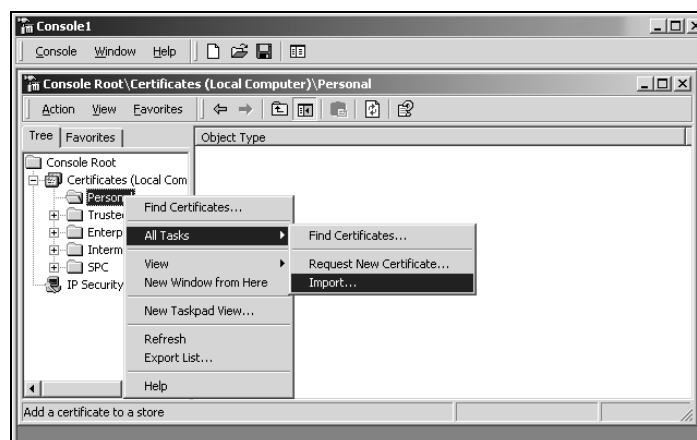 Console1
Console Window Help
Console Root\Certificates (Local Computer)\Personal
Action View Favorites
Tree Favorites
Object Type
Console Root
Certificates (Local Com
Person
Truste
Enterp
Interm
SPC
IP Security
Find Certificates...
All Tasks
View
New Window from Here
New Taskpad View...
Refresh
Export List...
Help
Find Certificates...
Request New Certificate...
Import...
Add a certificate to a store